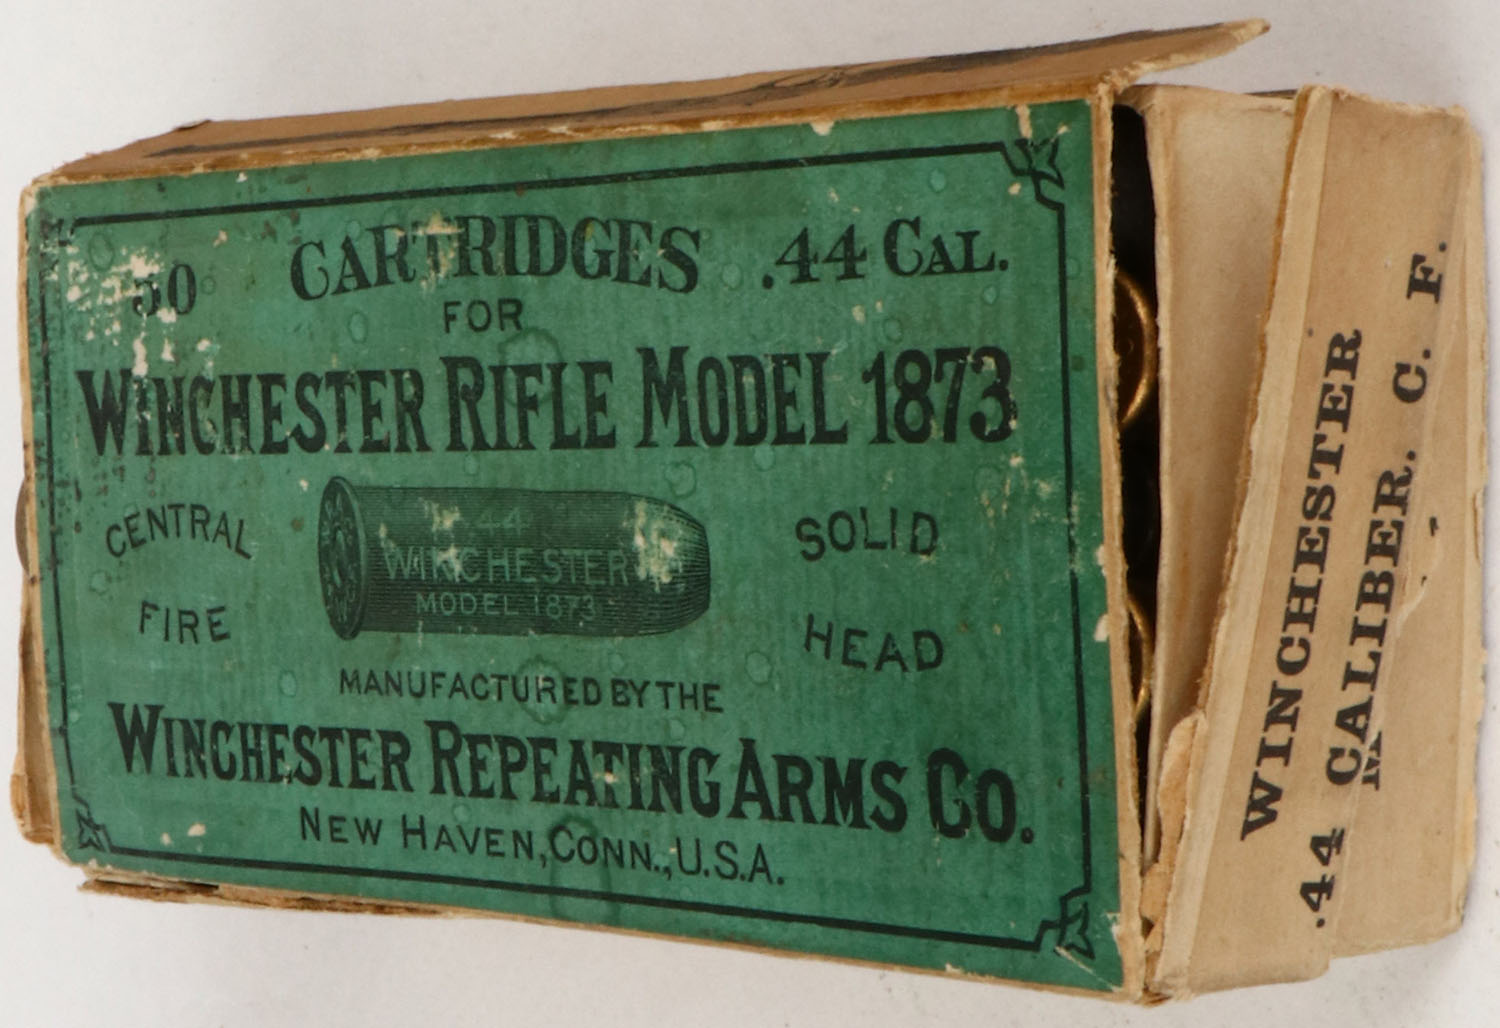 50 CARTRIDGES .44 CAL.
FOR
WINCHESTER RIFLE MODEL 1873
CENTRAL
FIRE
44
WINCHESTER
MODEL 1873
SOLID
HEAD
MANUFACTURED BY THE
WINCHESTER REPEATING ARMS CO.
NEW HAVEN, CONN., U.S.A.
WINCHESTER
.44 CALIBER. C. F.